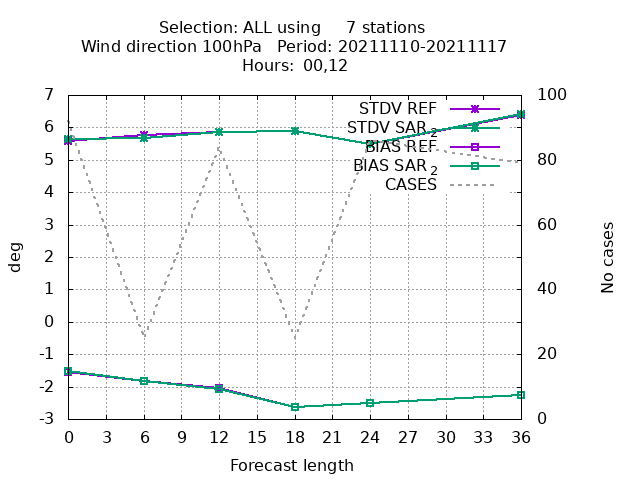 Selection: ALL using 7 stations
Wind direction 100hPa Period: 20211110-20211117
Hours: 00,12
7
6
5
4
3
2
1
0
-1
-2
-3
deg
100
80
60
40
20
0
No cases
STDV REF
STDV SAR 2
BIAS REF
BIAS SAR 2
CASES
0 3 6 9 12 15 18 21 24 27 30 33 36
Forecast length